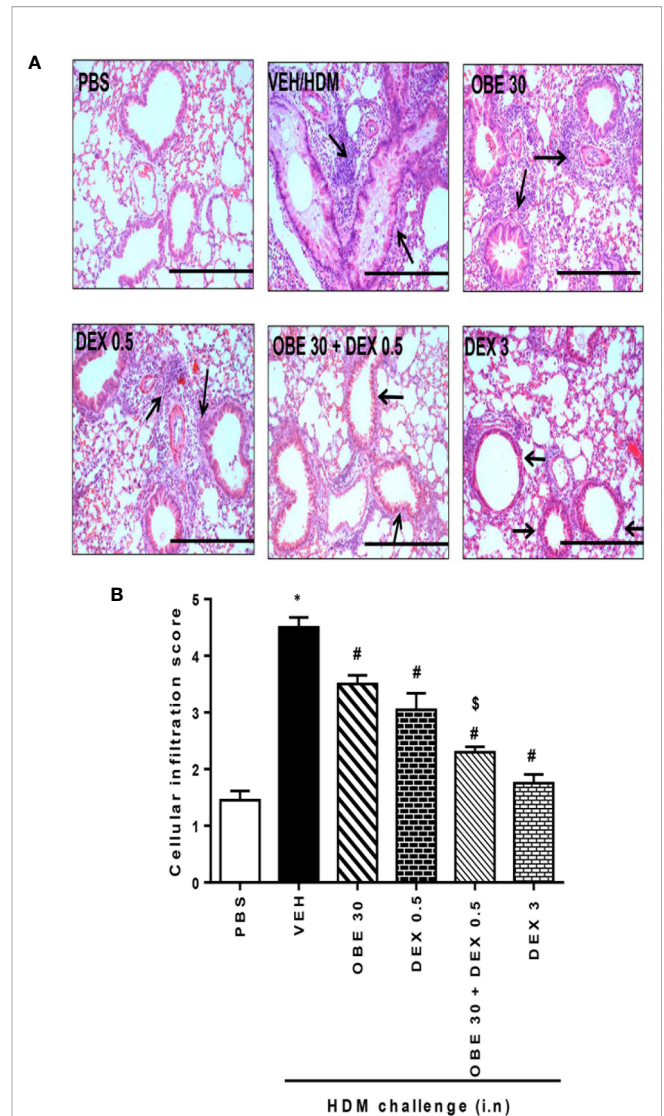 A
PBS
VEH/HDM
OBE 30
DEX 0.5
OBE 30 + DEX 0.5
DEX 3
B
Cellular infiltration score
5
4
3
2
1
0
*
#
#
$
#
#
PBS
VEH
OBE 30
DEX 0.5
OBE 30 + DEX 0.5
DEX 3
HDM challenge (i.n)